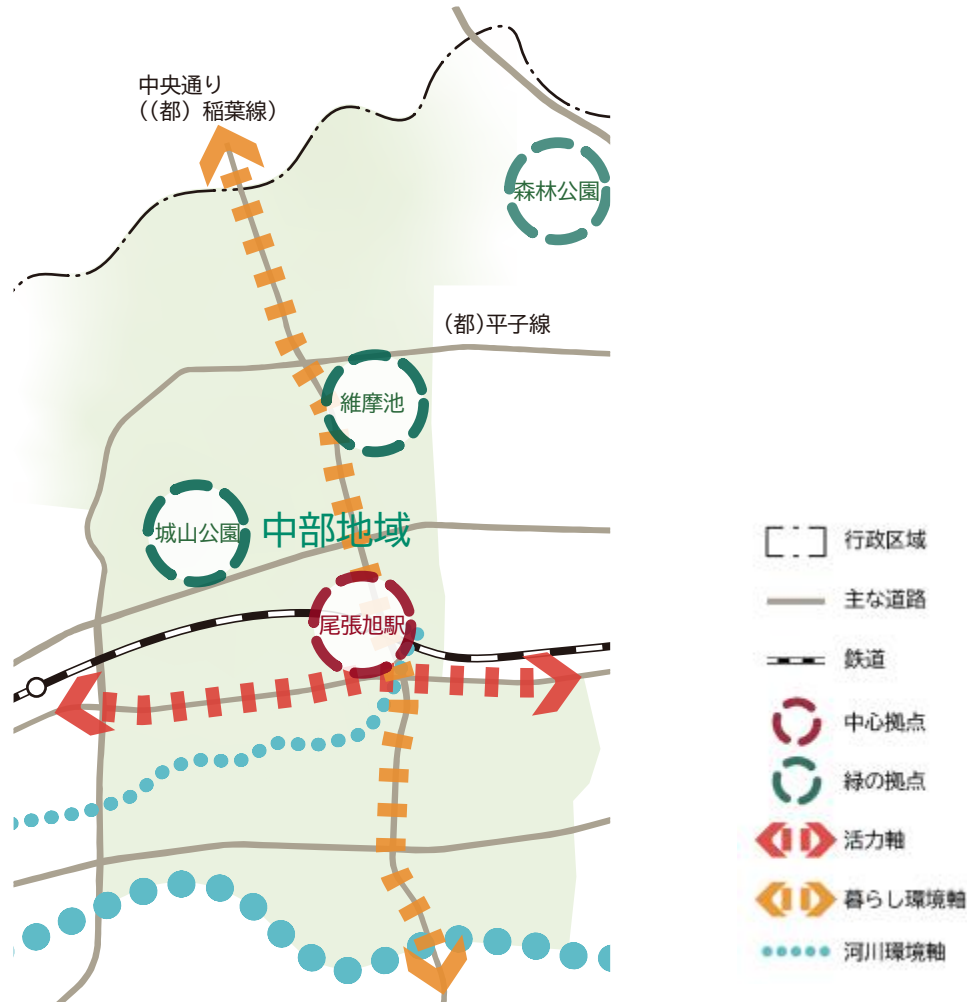 中央通り
((都) 稲葉線)
森林公園
(都)平子線
維摩池
城山公園
中部地域
尾張旭駅
行政区域
主な道路
鉄道
中心拠点
緑の拠点
活力軸
暮らし環境軸
河川環境軸